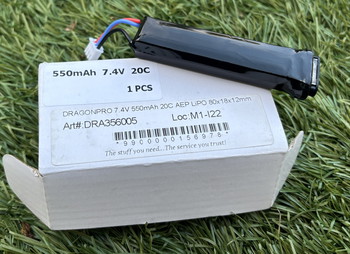 550mAh 7.4V 20C
1 PCS
DRAGONPRO 7.4V 550mAh 20C AEP LIPO 80x18x12mm
Art#:DRA356005 Loc:M1-I22
*99C0000156978*
The stuff you need...The service you trust!